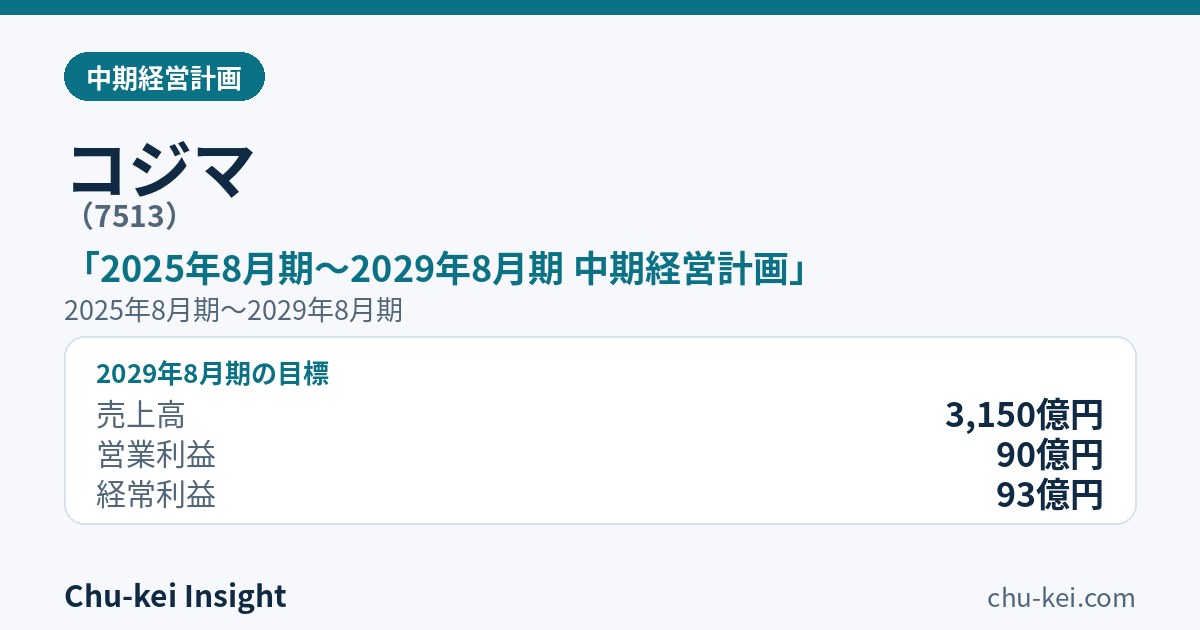 中期経営計画
コジマ
（7513）
「2025年8月期～2029年8月期 中期経営計画」
2025年8月期～2029年8月期
2029年8月期の目標
売上高 3,150億円
営業利益 90億円
経常利益 93億円
Chu-kei Insight chu-kei.com